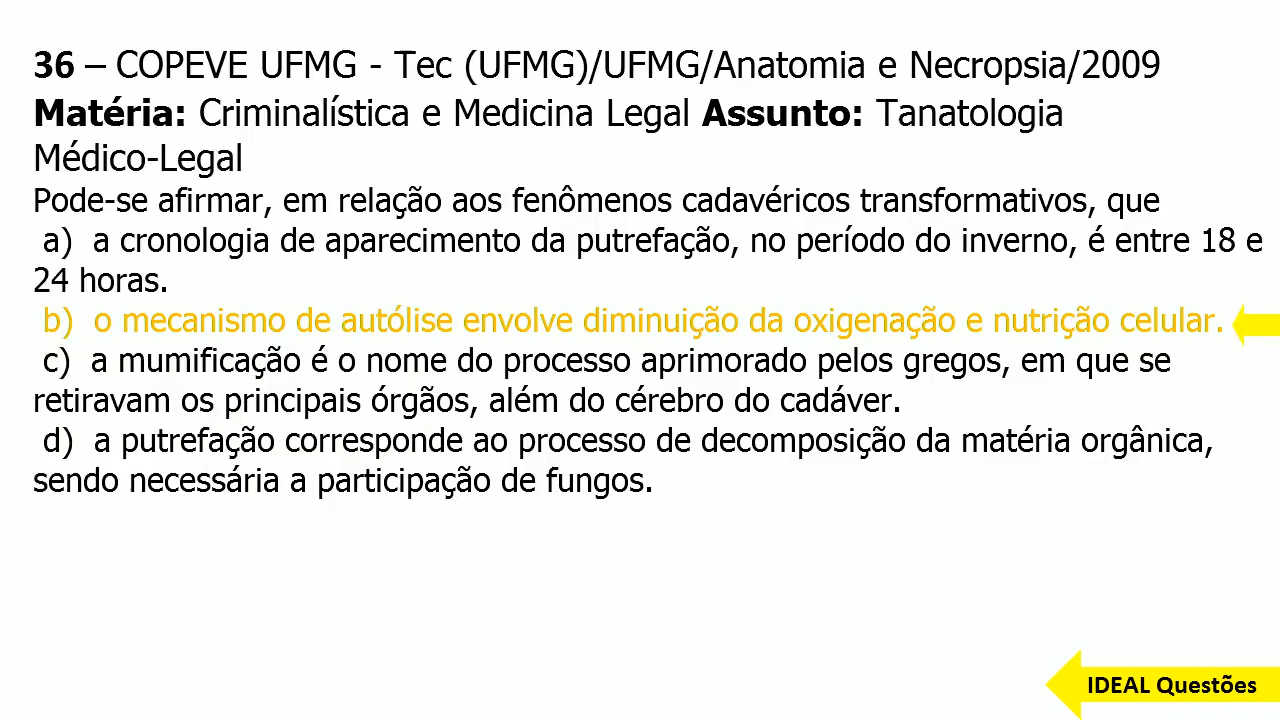 36 – COPEVE UFMG - Tec (UFMG)/UFMG/Anatomia e Necropsia/2009
Matéria: Criminalística e Medicina Legal Assunto: Tanatologia
Médico-Legal
Pode-se afirmar, em relação aos fenômenos cadavéricos transformativos, que
a) a cronologia de aparecimento da putrefação, no período do inverno, é entre 18 e
24 horas.
b) o mecanismo de autólise envolve diminuição da oxigenação e nutrição celular.
c) a mumificação é o nome do processo aprimorado pelos gregos, em que se
retiravam os principais órgãos, além do cérebro do cadáver.
d) a putrefação corresponde ao processo de decomposição da matéria orgânica,
sendo necessária a participação de fungos.
IDEAL Questões